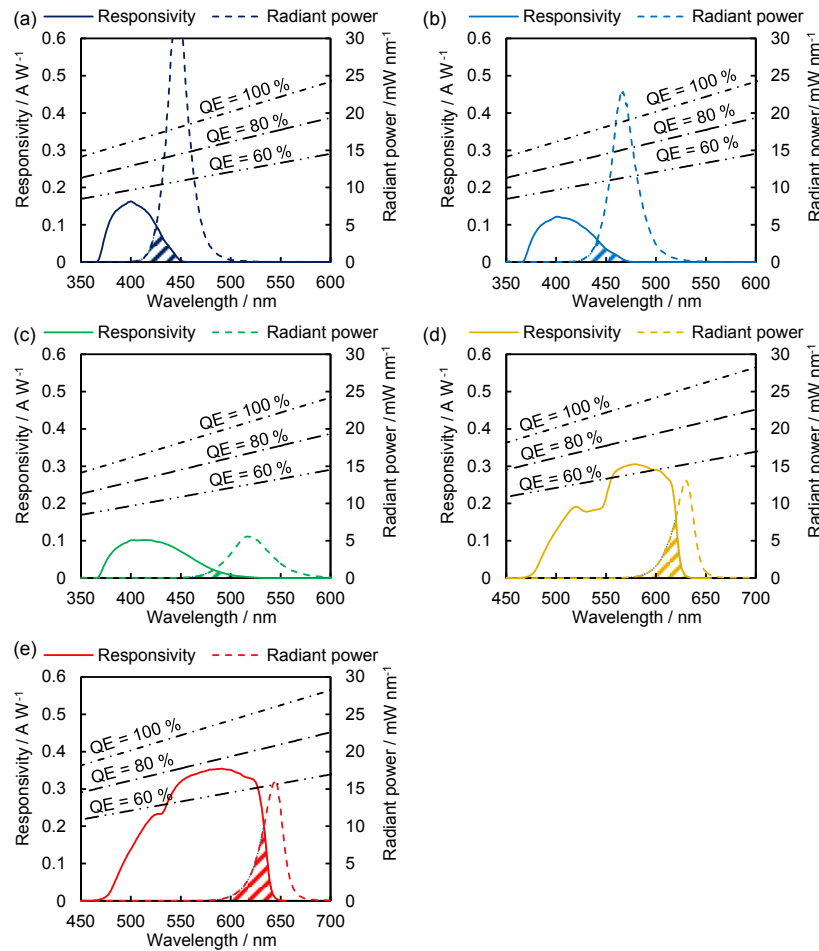 (a) Responsivity Radiant power
Responsivity / A W⁻¹
0.6
0.5
0.4
0.3
0.2
0.1
0
QE = 100 %
QE = 80 %
QE = 60 %
30
25
20
15
10
5
0
Radiant power /mW nm⁻¹
350 400 450 500 550 600
Wavelength / nm
(b) Responsivity Radiant power
Responsivity / A W⁻¹
0.6
0.5
0.4
0.3
0.2
0.1
0
QE = 100 %
QE = 80 %
QE = 60 %
30
25
20
15
10
5
0
Radiant power/ mW nm⁻¹
350 400 450 500 550 600
Wavelength / nm
(c) Responsivity Radiant power
Responsivity / A W⁻¹
0.6
0.5
0.4
0.3
0.2
0.1
0
QE = 100 %
QE = 80 %
QE = 60 %
30
25
20
15
10
5
0
Radiant power / mW nm⁻¹
350 400 450 500 550 600
Wavelength / nm
(d) Responsivity Radiant power
Responsivity / A W⁻¹
0.6
0.5
0.4
0.3
0.2
0.1
0
QE = 100 %
QE = 80 %
QE = 60 %
30
25
20
15
10
5
0
Radiant power / mW nm⁻¹
450 500 550 600 650 700
Wavelength / nm
(e) Responsivity Radiant power
Responsivity / A W⁻¹
0.6
0.5
0.4
0.3
0.2
0.1
0
QE = 100 %
QE = 80 %
QE = 60 %
30
25
20
15
10
5
0
Radiant power / mW nm⁻¹
450 500 550 600 650 700
Wavelength / nm